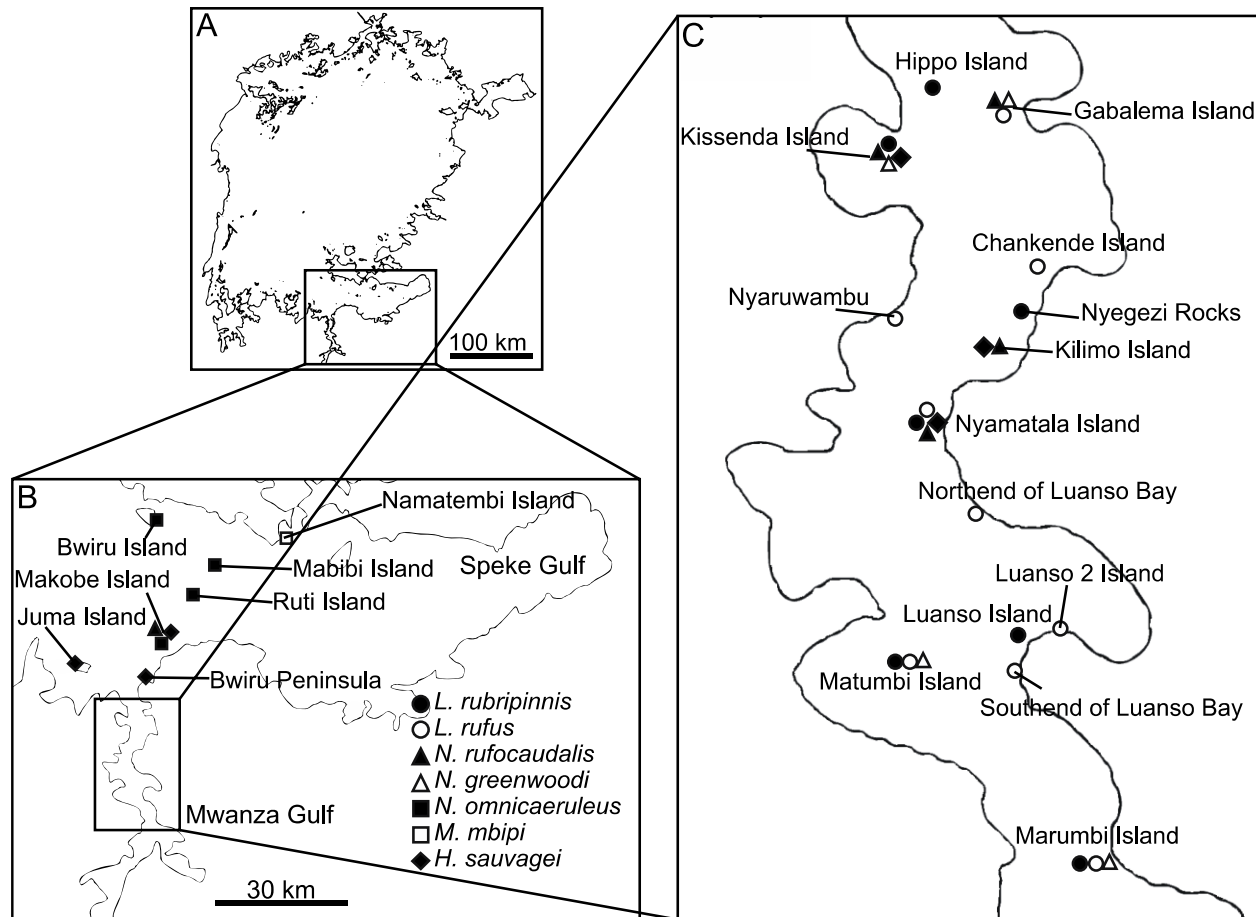 A
100 km
B
Namatembi Island
Bwiru Island
Mabibi Island
Speke Gulf
Makobe Island
Ruti Island
Juma Island
Bwiru Peninsula
L. rubripinnis
L. rufus
N. rufocaudalis
N. greenwoodi
N. omnicaeruleus
M. mbipi
H. sauvagei
Mwanza Gulf
30 km
C
Hippo Island
Gabalema Island
Kissenda Island
Chankende Island
Nyaruwambu
Nyegezi Rocks
Kilimo Island
Nyamatala Island
Northend of Luanso Bay
Luanso 2 Island
Luanso Island
Matumbi Island
Southend of Luanso Bay
Marumbi Island